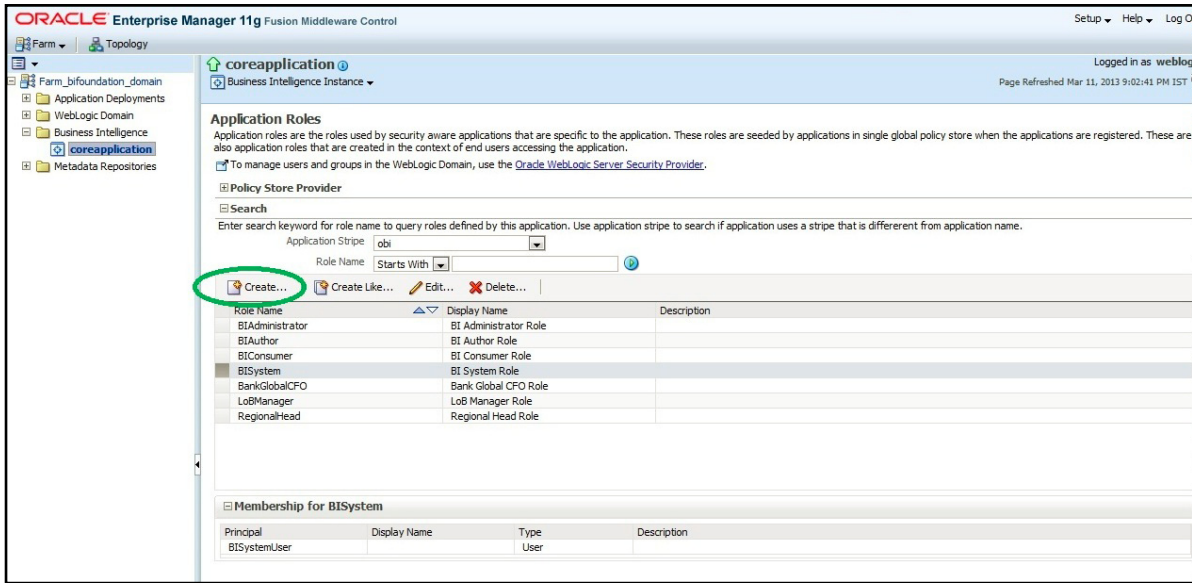 ORACLE Enterprise Manager 11g Fusion Middleware Control
Setup Help Log O
Farm Topology
Farm_bifoundation_domain
Application Deployments
WebLogic Domain
Business Intelligence
coreapplication
Metadata Repositories
coreapplication
Logged in as weblog
Business Intelligence Instance
Page Refreshed Mar 11, 2013 9:02:41 PM IST
Application Roles
Application roles are the roles used by security aware applications that are specific to the application. These roles are seeded by applications in single global policy store when the applications are registered. These are
also application roles that are created in the context of end users accessing the application.
To manage users and groups in the WebLogic Domain, use the Oracle WebLogic Server Security Provider.
Policy Store Provider
Search
Enter search keyword for role name to query roles defined by this application. Use application stripe to search if application uses a stripe that is differerent from application name.
Application Stripe obi
Role Name Starts With
Create... Create Like... Edit... Delete...
Role Name Display Name Description
BIAdministrator BI Administrator Role
BIAuthor BI Author Role
BIConsumer BI Consumer Role
BISystem BI System Role
BankGlobalCFO Bank Global CFO Role
LoBManager LoB Manager Role
RegionalHead Regional Head Role
Membership for BISystem
Principal Display Name Type Description
BISystemUser User